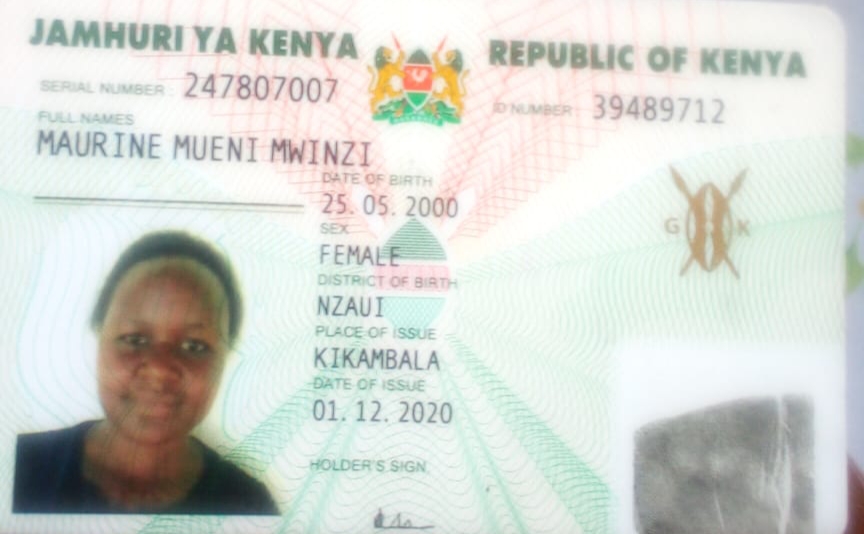 JAMHURI YA KENYA REPUBLIC OF KENYA
SERIAL NUMBER: 247807007 ID NUMBER: 39489712
FULL NAMES
MAURINE MUENI MWINZI
DATE OF BIRTH
25. 05. 2000
SEX
FEMALE
G K
DISTRICT OF BIRTH
NZAUI
PLACE OF ISSUE
KIKAMBALA
DATE OF ISSUE
01. 12. 2020
HOLDER'S SIGN.